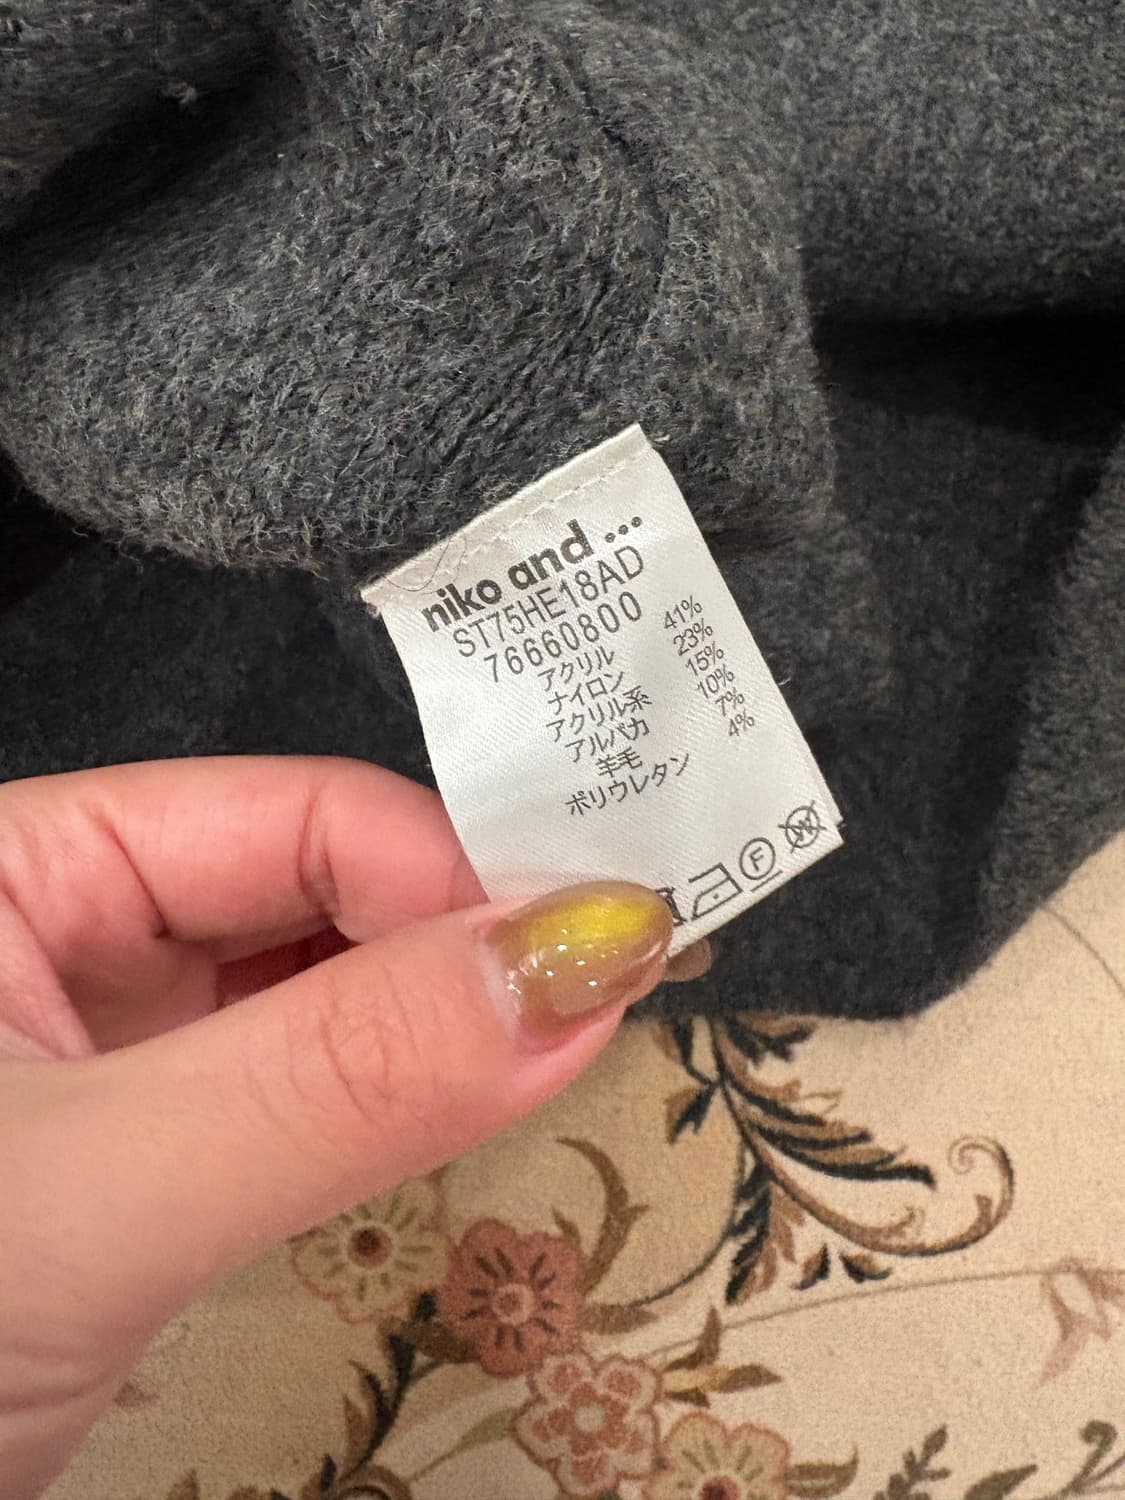 niko and ...
ST75HE18AD
76660800
アクリル 41%
ナイロン 23%
アクリル系 15%
アルパカ 10%
羊毛 7%
ポリウレタン 4%
F W